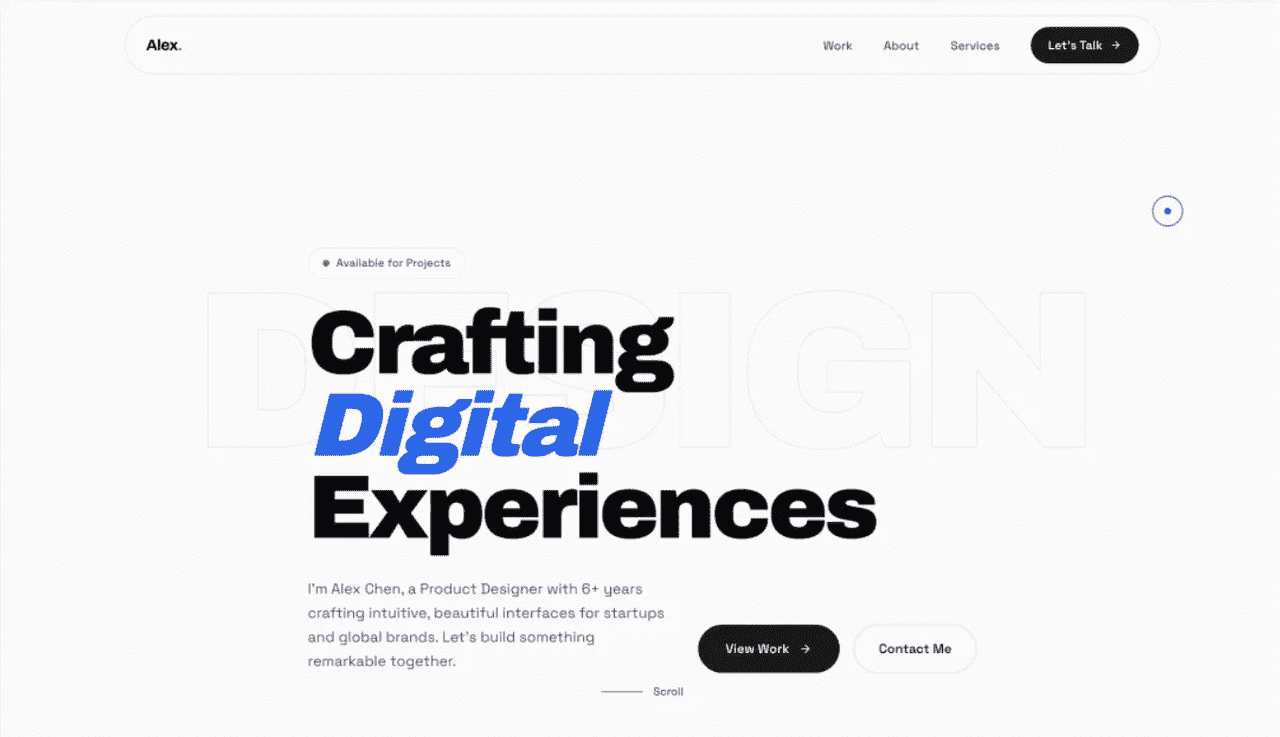 Alex.
Work
About
Services
Let's Talk →
Available for Projects
DESIGN
Crafting
Digital
Experiences
I'm Alex Chen, a Product Designer with 6+ years
crafting intuitive, beautiful interfaces for startups
and global brands. Let's build something
remarkable together.
View Work →
Contact Me
Scroll